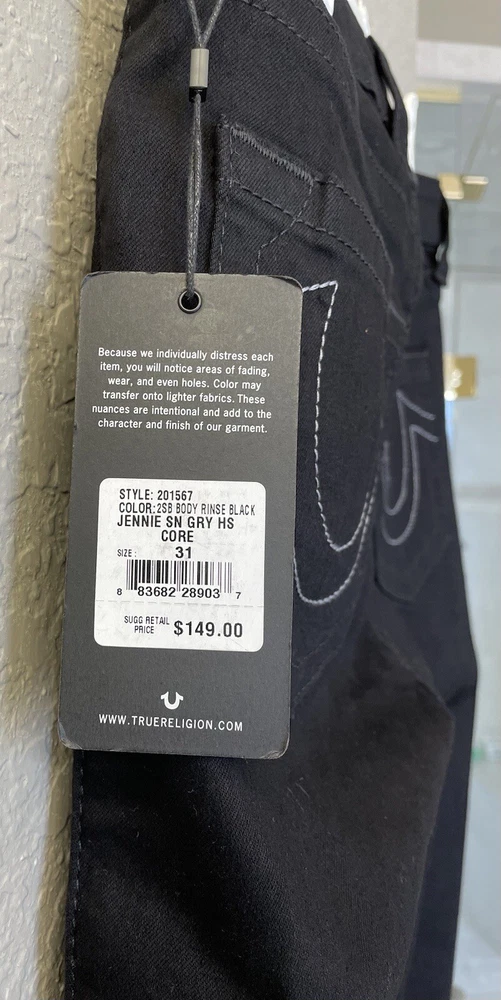 Because we individually distress each
item, you will notice areas of fading,
wear, and even holes. Color may
transfer onto lighter fabrics. These
nuances are intentional and add to the
character and finish of our garment.
STYLE: 201567
COLOR:2SB BODY RINSE BLACK
JENNIE SN GRY HS
CORE
SIZE: 31
8 83682 28903 7
SUGG RETAIL
PRICE $149.00
WWW.TRUERELIGION.COM